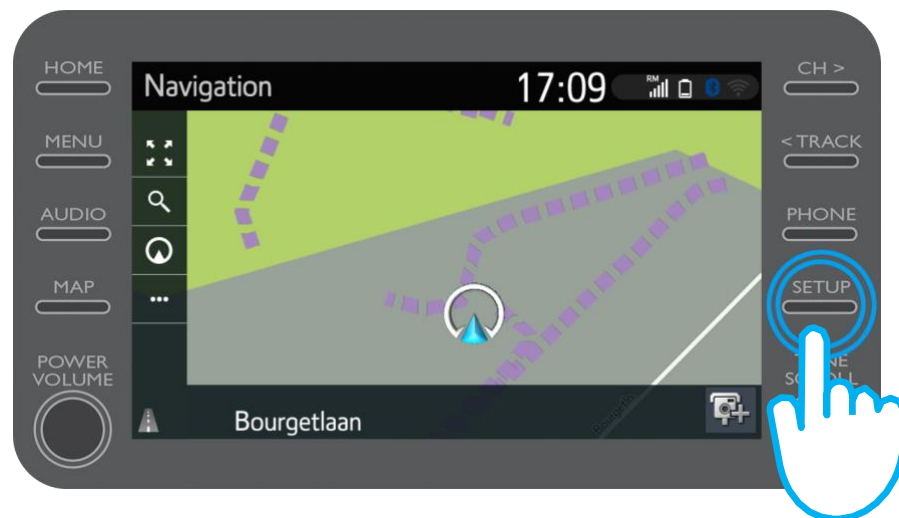 HOME
MENU
AUDIO
MAP
POWER
VOLUME
Navigation
17:09
RM
Bourgetlaan
CH >
< TRACK
PHONE
SETUP